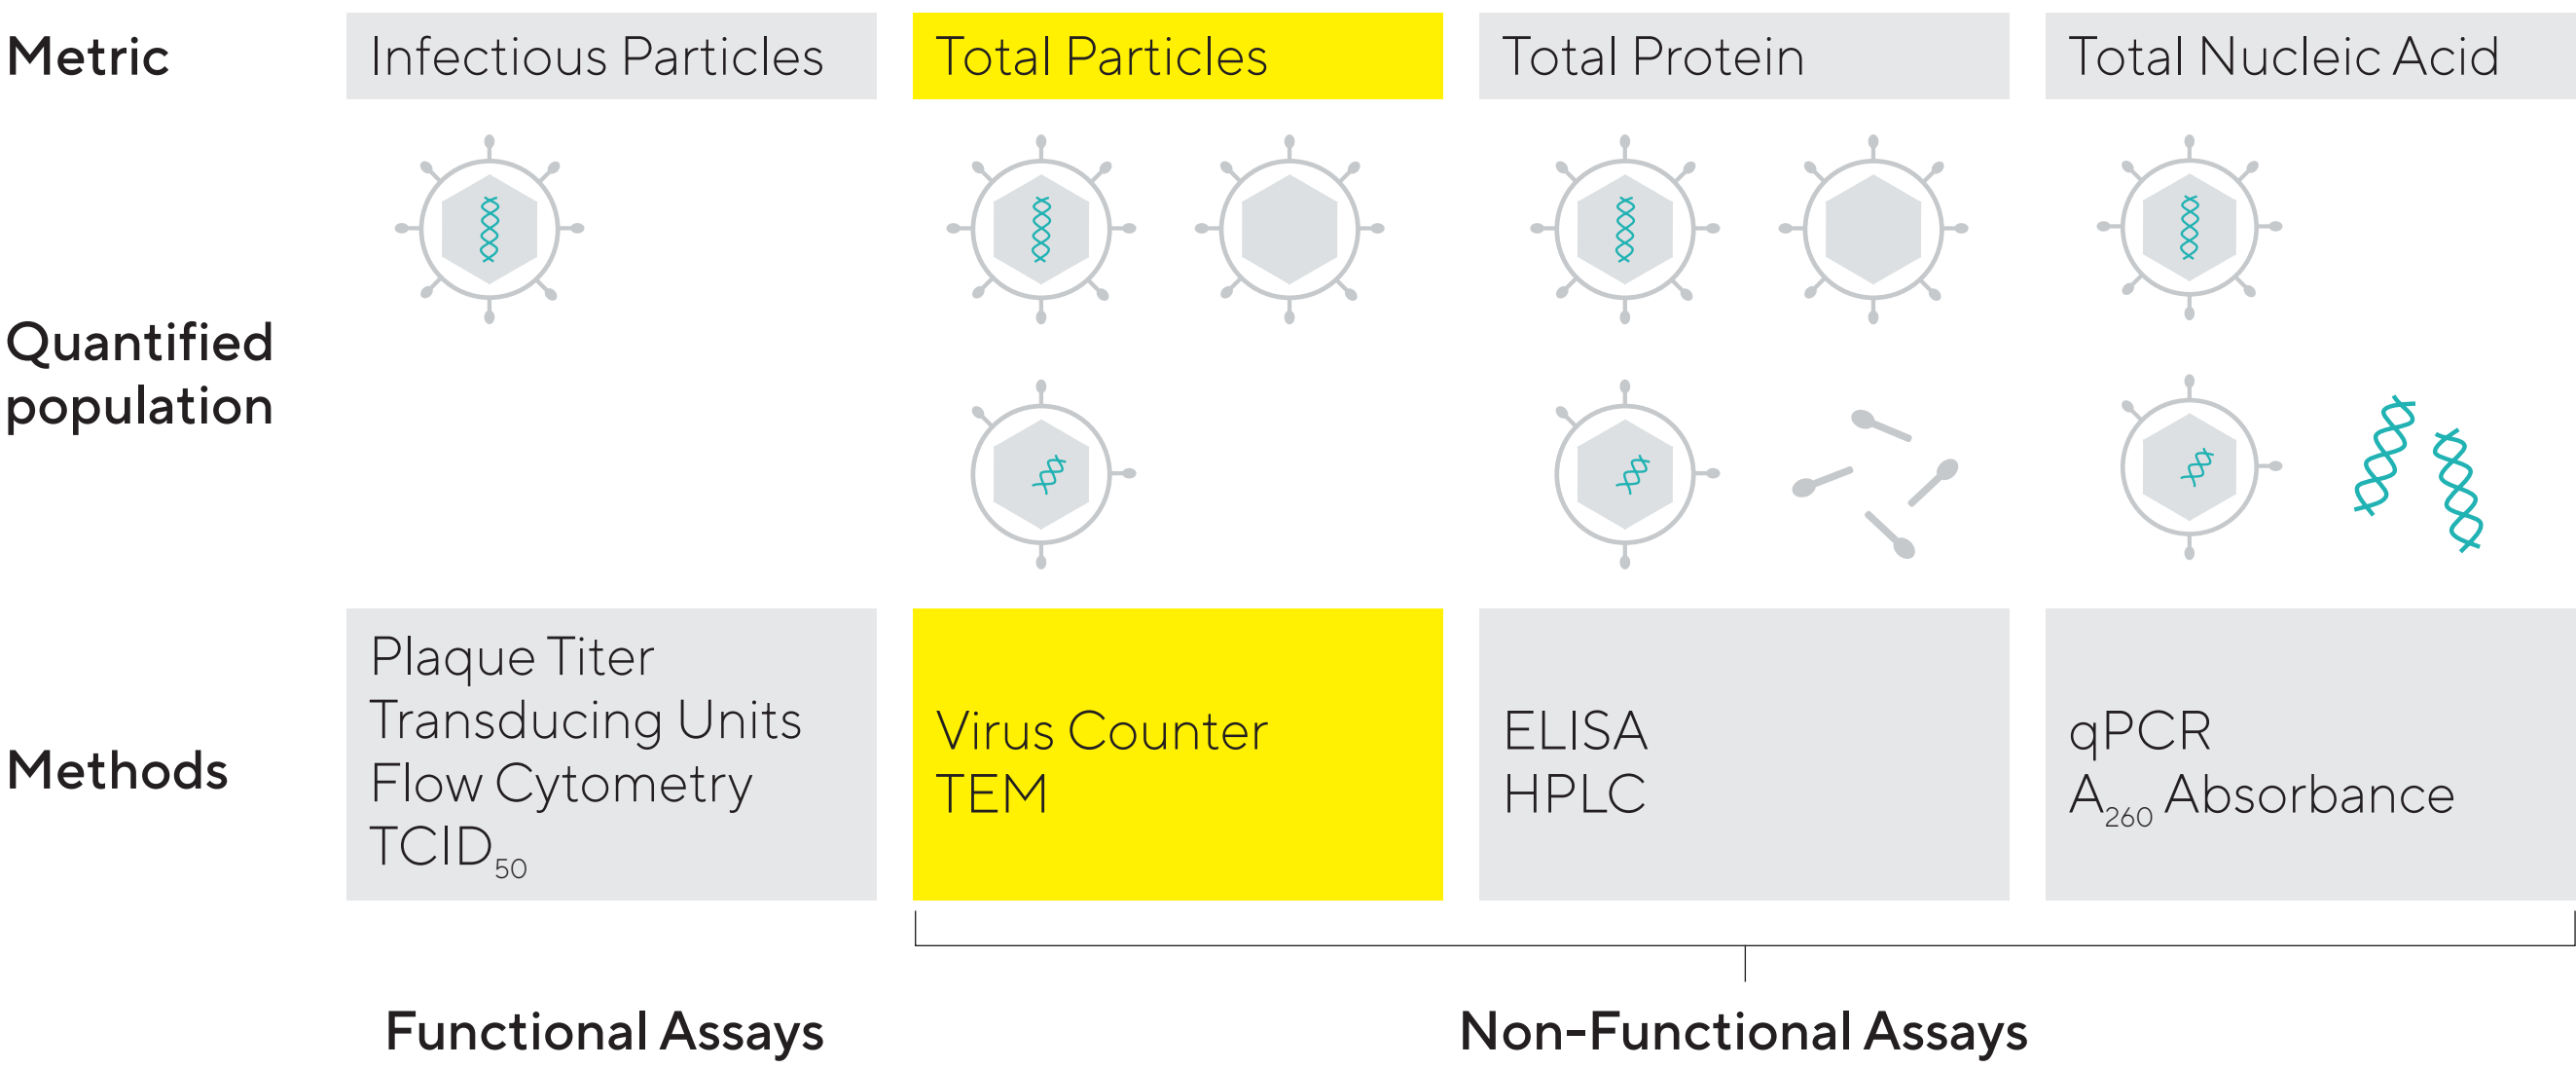 Metric
Infectious Particles
Total Particles
Total Protein
Total Nucleic Acid
Quantified
population
Methods
Plaque Titer
Transducing Units
Flow Cytometry
TCID₅₀
Virus Counter
TEM
ELISA
HPLC
qPCR
A₂₆₀ Absorbance
Functional Assays
Non-Functional Assays